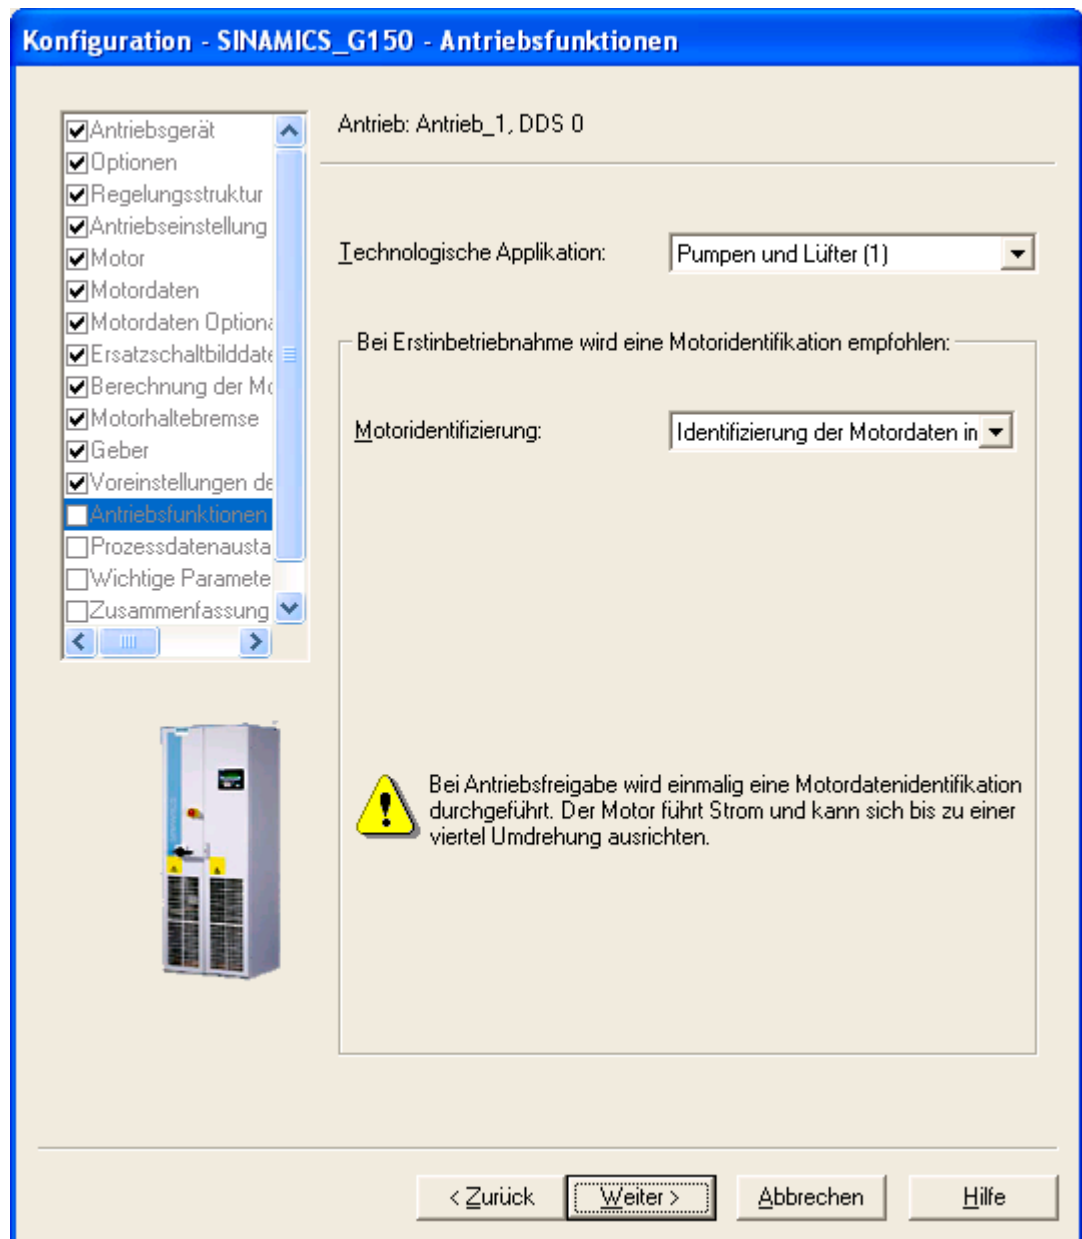 Konfiguration - SINAMICS_G150 - Antriebsfunktionen
Antriebsgerät
Optionen
Regelungsstruktur
Antriebseinstellung
Motor
Motordaten
Motordaten Optiona
Ersatzschaltbilddate
Berechnung der Mo
Motorhaltebremse
Geber
Voreinstellungen de
Antriebsfunktionen
Prozessdatenausta
Wichtige Paramete
Zusammenfassung
Antrieb: Antrieb_1, DDS 0
Technologische Applikation:
Pumpen und Lüfter (1)
Bei Erstinbetriebnahme wird eine Motoridentifikation empfohlen:
Motoridentifizierung:
Identifizierung der Motordaten in
Bei Antriebsfreigabe wird einmalig eine Motordatenidentifikation
durchgeführt. Der Motor führt Strom und kann sich bis zu einer
viertel Umdrehung ausrichten.
< Zurück
Weiter >
Abbrechen
Hilfe